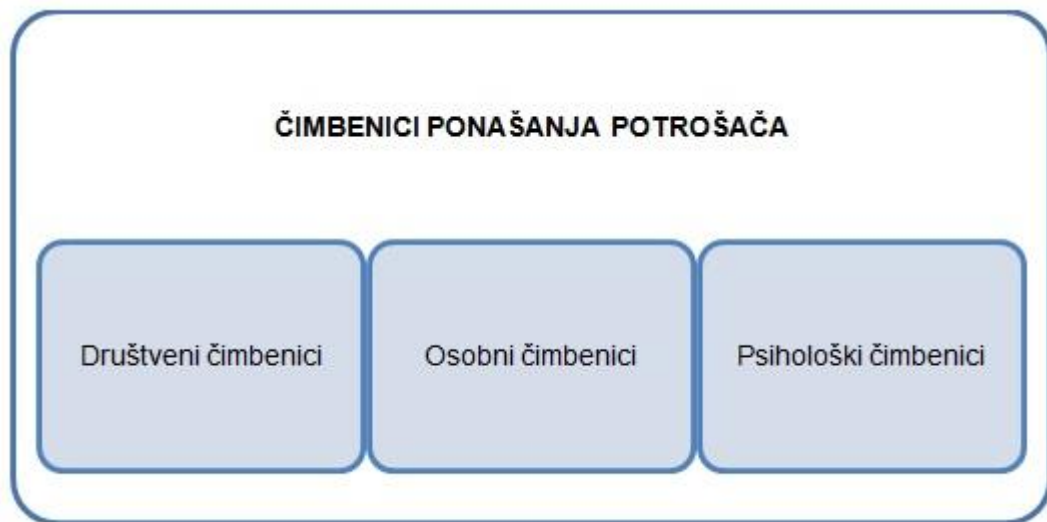 ČIMBENICI PONAŠANJA POTROŠAČA
Društveni čimbenici
Osobni čimbenici
Psihološki čimbenici